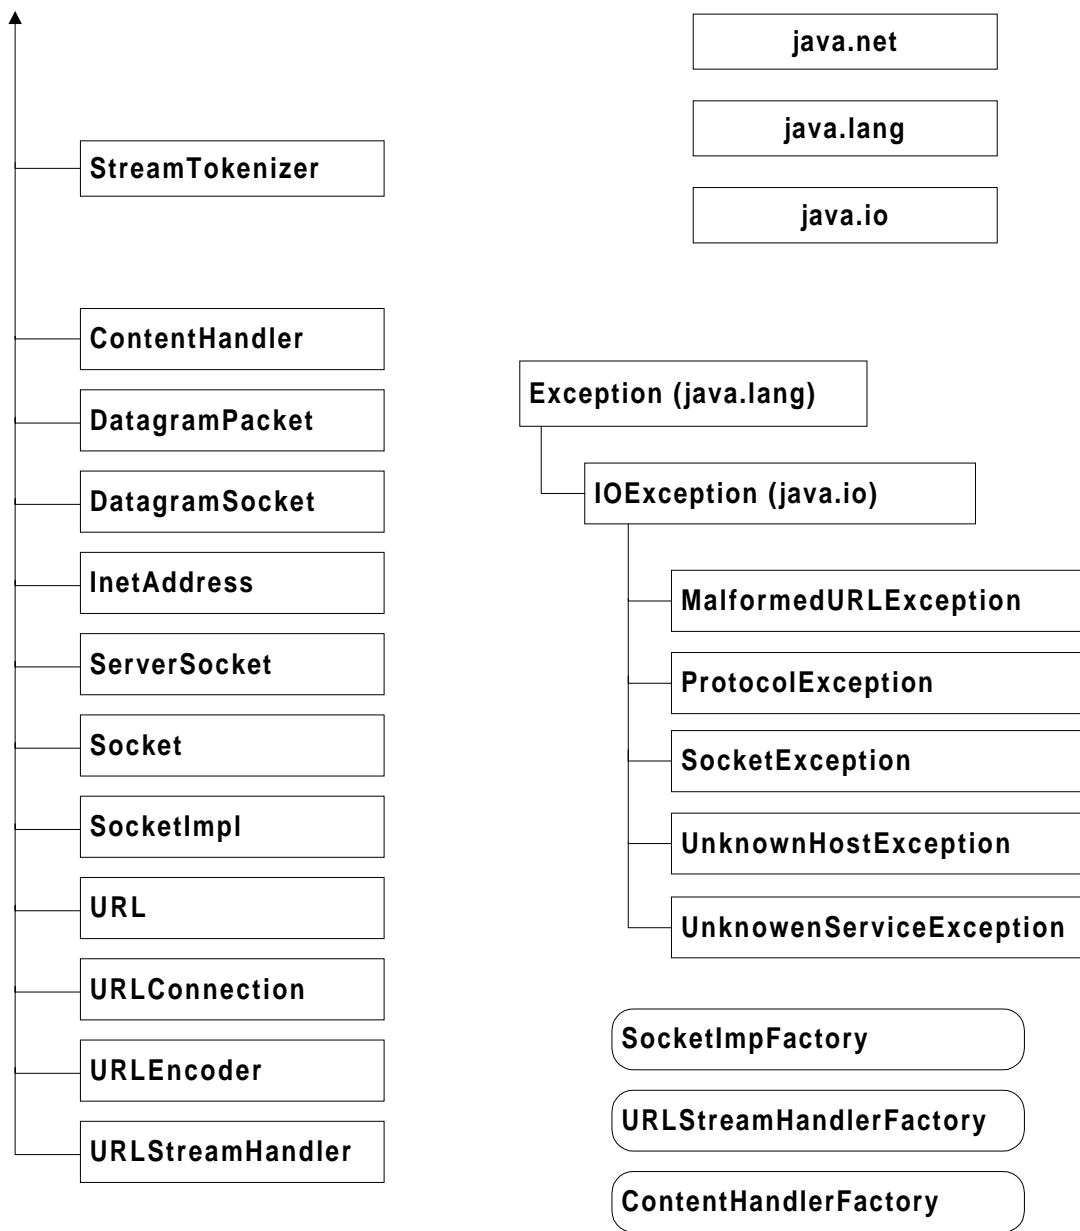 java.net
java.lang
StreamTokenizer
java.io
ContentHandler
DatagramPacket
DatagramSocket
InetAddress
ServerSocket
Socket
SocketImpl
URL
URLConnection
URLEncoder
URLStreamHandler
Exception (java.lang)
IOException (java.io)
MalformedURLException
ProtocolException
SocketException
UnknownHostException
UnknowenServiceException
SocketImpFactory
URLStreamHandlerFactory
ContentHandlerFactory